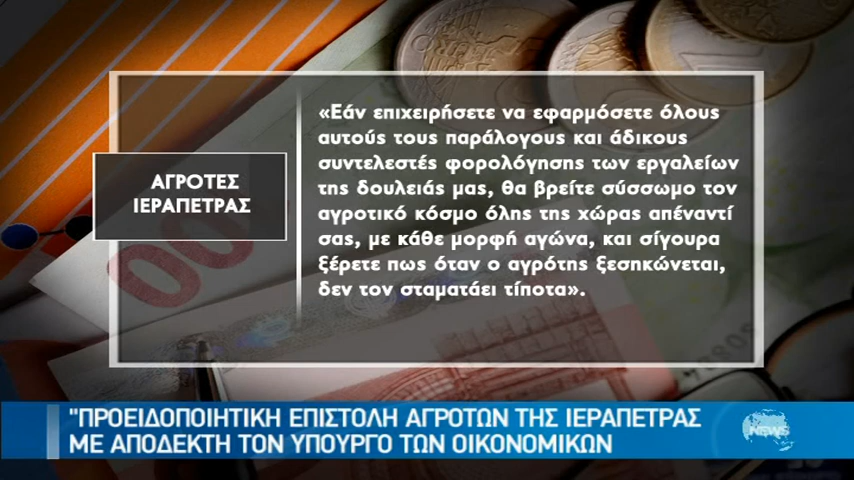 «Εάν επιχειρήσετε να εφαρμόσετε όλους
αυτούς τους παράλογους και άδικους
συντελεστές φορολόγησης των εργαλείων
της δουλειάς μας, θα βρείτε σύσσωμο τον
αγροτικό κόσμο όλης της χώρας απέναντί
σας, με κάθε μορφή αγώνα, και σίγουρα
ξέρετε πως όταν ο αγρότης ξεσηκώνεται,
δεν τον σταματάει τίποτα».
ΑΓΡΟΤΕΣ
ΙΕΡΑΠΕΤΡΑΣ
00
"ΠΡΟΕΙΔΟΠΟΙΗΤΙΚΗ ΕΠΙΣΤΟΛΗ ΑΓΡΟΤΩΝ ΤΗΣ ΙΕΡΑΠΕΤΡΑΣ
ΜΕ ΑΠΟΔΕΚΤΗ ΤΟΝ ΥΠΟΥΡΓΟ ΤΩΝ ΟΙΚΟΝΟΜΙΚΩΝ
NEWS